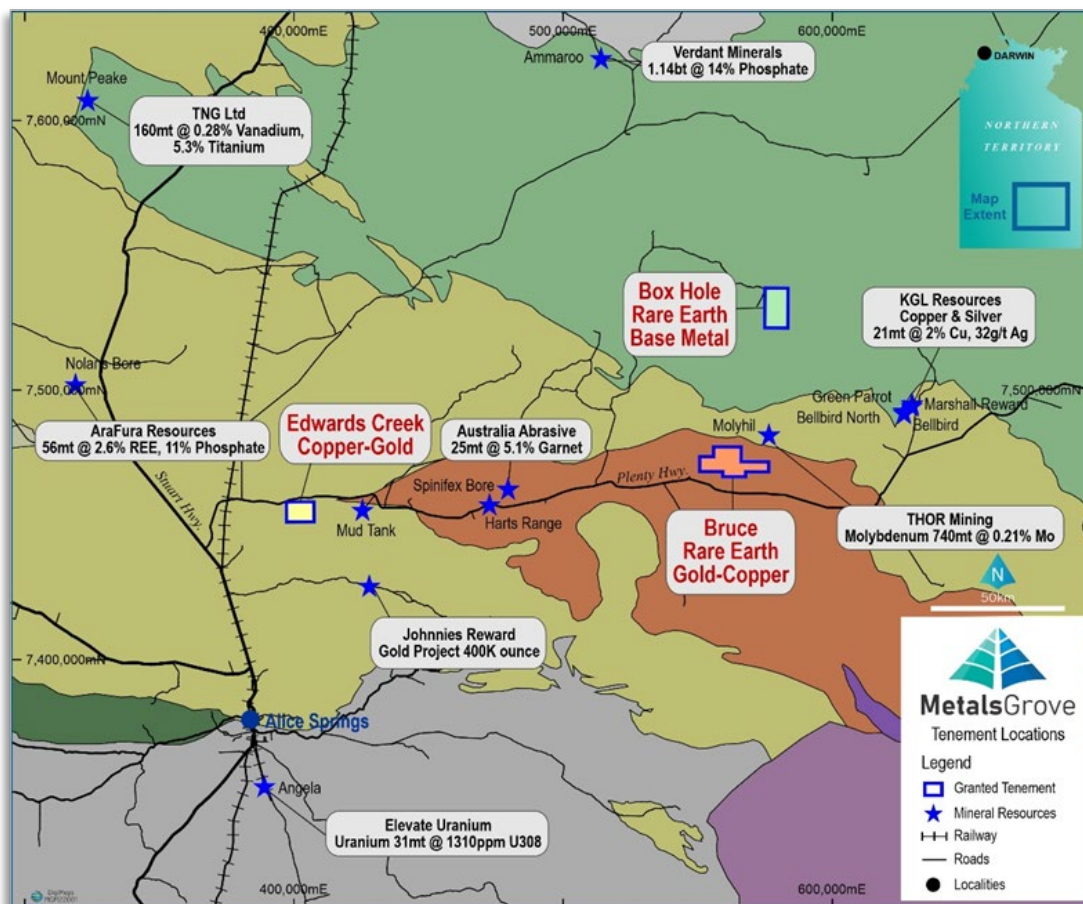 400,000mE
500,000mE
600,000mE
Ammaroo
Verdant Minerals
1.14bt @ 14% Phosphate
DARWIN
NORTHERN
TERRITORY
Map
Extent
Mount Peake
TNG Ltd
160mt @ 0.28% Vanadium,
5.3% Titanium
7,600,000mN
Box Hole
Rare Earth
Base Metal
KGL Resources
Copper & Silver
21mt @ 2% Cu, 32g/t Ag
Nolans Bore
7,500,000mN
7,500,000mN
Green Parrot
Marshall Reward
Bellbird North
Bellbird
Molyhil
AraFura Resources
56mt @ 2.6% REE, 11% Phosphate
Edwards Creek
Copper-Gold
Australia Abrasive
25mt @ 5.1% Garnet
Stuart Hwy.
Spinifex Bore
Plenty Hwy.
Mud Tank
Harts Range
Bruce
Rare Earth
Gold-Copper
THOR Mining
Molybdenum 740mt @ 0.21% Mo
N
50km
Johnnies Reward
Gold Project 400K ounce
7,400,000mN
Alice Springs
Angela
Elevate Uranium
Uranium 31mt @ 1310ppm U308
MetalsGrove
Tenement Locations
Legend
Granted Tenement
Mineral Resources
Railway
Roads
Localities
400,000mE
600,000mE